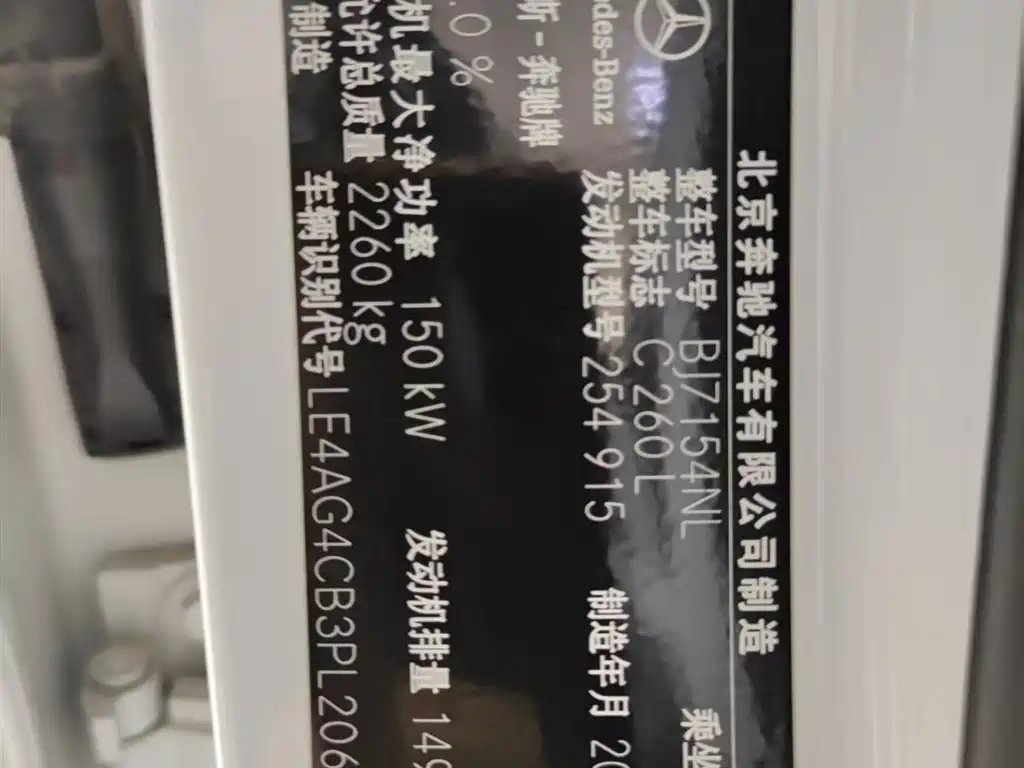 北京奔驰汽车有限公司制造
整车型号 BJ7154NL 乘坐
整车标志 C 260 L
发动机型号 254 915 制造年月 20
des-Benz
斯-奔驰牌
.0 %
机最大净功率 150 kW 发动机排量 149
允许总质量 2260 kg
制造
车辆识别代号 LE4AG4CB3PL206